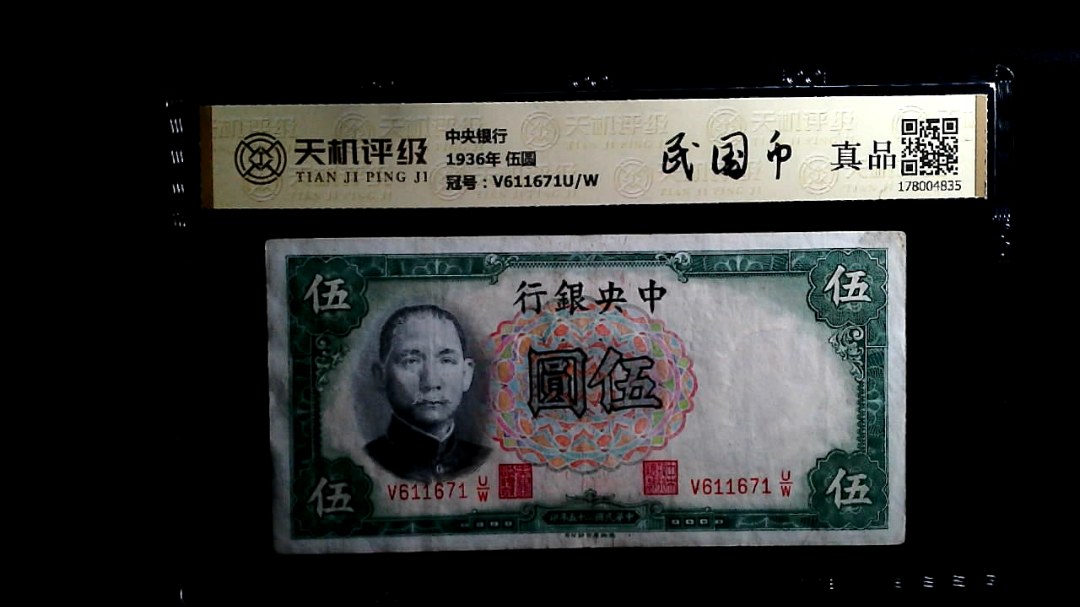 天机评级
TIAN JI PING JI
中央银行
1936年 伍圆
冠号：V611671U/W
民国币
真品
178004835
伍
行銀央中
伍
圓伍
V611671 U/W
V611671 U/W
伍
伍